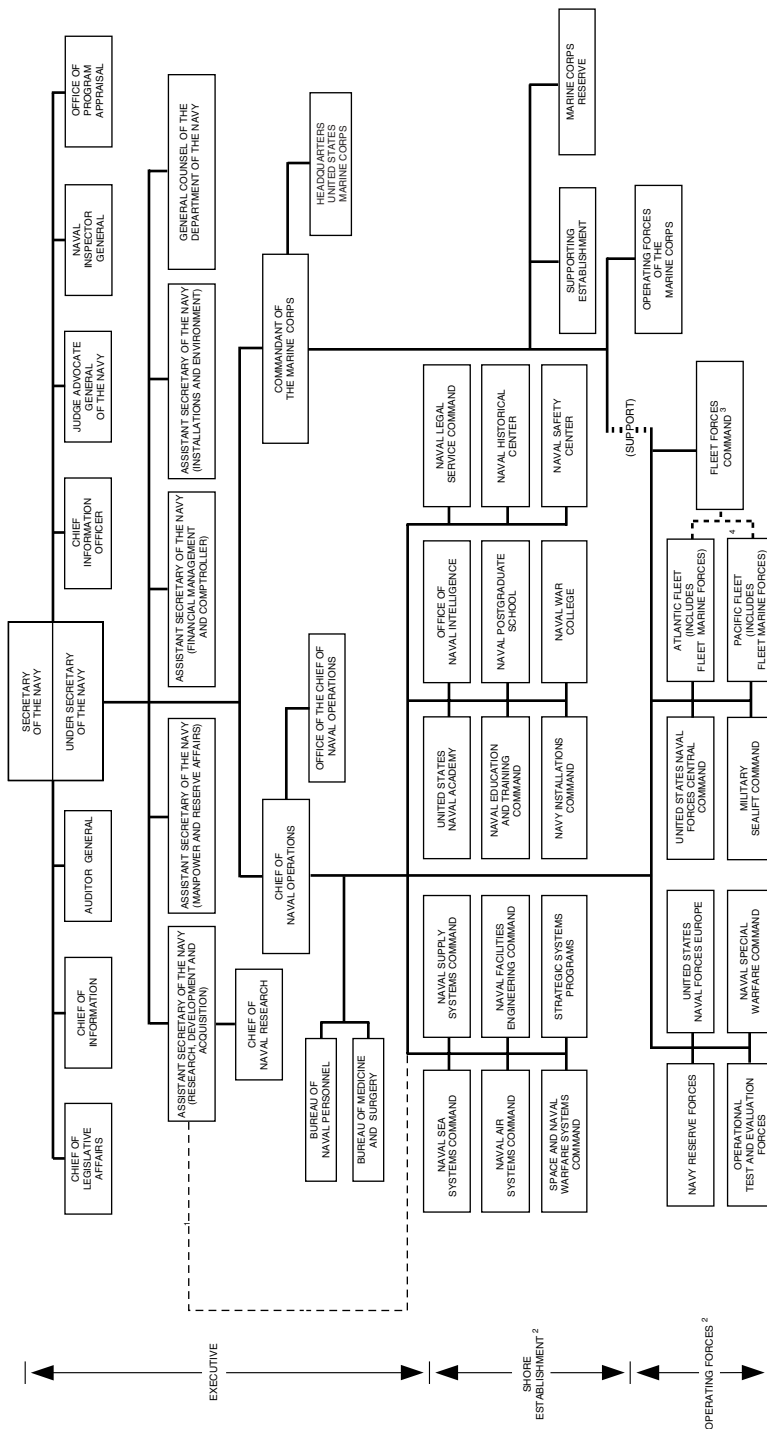 SECRETARY
OF THE NAVY
UNDER SECRETARY
OF THE NAVY
CHIEF OF
LEGISLATIVE
AFFAIRS
CHIEF OF
INFORMATION
AUDITOR GENERAL
CHIEF
INFORMATION
OFFICER
JUDGE ADVOCATE
GENERAL
OF THE NAVY
NAVAL
INSPECTOR
GENERAL
OFFICE OF
PROGRAM
APPRAISAL
ASSISTANT SECRETARY OF THE NAVY
(RESEARCH, DEVELOPMENT AND
ACQUISITION)
ASSISTANT SECRETARY OF THE NAVY
(MANPOWER AND RESERVE AFFAIRS)
ASSISTANT SECRETARY OF THE NAVY
(FINANCIAL MANAGEMENT
AND COMPTROLLER)
ASSISTANT SECRETARY OF THE NAVY
(INSTALLATIONS AND ENVIRONMENT)
GENERAL COUNSEL OF THE
DEPARTMENT OF THE NAVY
1
EXECUTIVE
CHIEF OF
NAVAL RESEARCH
CHIEF OF
NAVAL OPERATIONS
COMMANDANT OF
THE MARINE CORPS
OFFICE OF THE CHIEF OF
NAVAL OPERATIONS
HEADQUARTERS
UNITED STATES
MARINE CORPS
BUREAU OF
NAVAL PERSONNEL
BUREAU OF MEDICINE
AND SURGERY
SHORE
ESTABLISHMENT 2
NAVAL SEA
SYSTEMS COMMAND
NAVAL SUPPLY
SYSTEMS COMMAND
UNITED STATES
NAVAL ACADEMY
OFFICE OF
NAVAL INTELLIGENCE
NAVAL LEGAL
SERVICE COMMAND
NAVAL AIR
SYSTEMS COMMAND
NAVAL FACILITIES
ENGINEERING COMMAND
NAVAL EDUCATION
AND TRAINING
COMMAND
NAVAL POSTGRADUATE
SCHOOL
NAVAL HISTORICAL
CENTER
SPACE AND NAVAL
WARFARE SYSTEMS
COMMAND
STRATEGIC SYSTEMS
PROGRAMS
NAVY INSTALLATIONS
COMMAND
NAVAL WAR
COLLEGE
NAVAL SAFETY
CENTER
SUPPORTING
ESTABLISHMENT
MARINE CORPS
RESERVE
(SUPPORT)
OPERATING FORCES
OF THE
MARINE CORPS
OPERATING FORCES 2
NAVY RESERVE FORCES
UNITED STATES
NAVAL FORCES EUROPE
UNITED STATES NAVAL
FORCES CENTRAL
COMMAND
ATLANTIC FLEET
(INCLUDES
FLEET MARINE FORCES)
FLEET FORCES
COMMAND 3
4
OPERATIONAL
TEST AND EVALUATION
FORCES
NAVAL SPECIAL
WARFARE COMMAND
MILITARY
SEALIFT COMMAND
PACIFIC FLEET
(INCLUDES
FLEET MARINE FORCES)